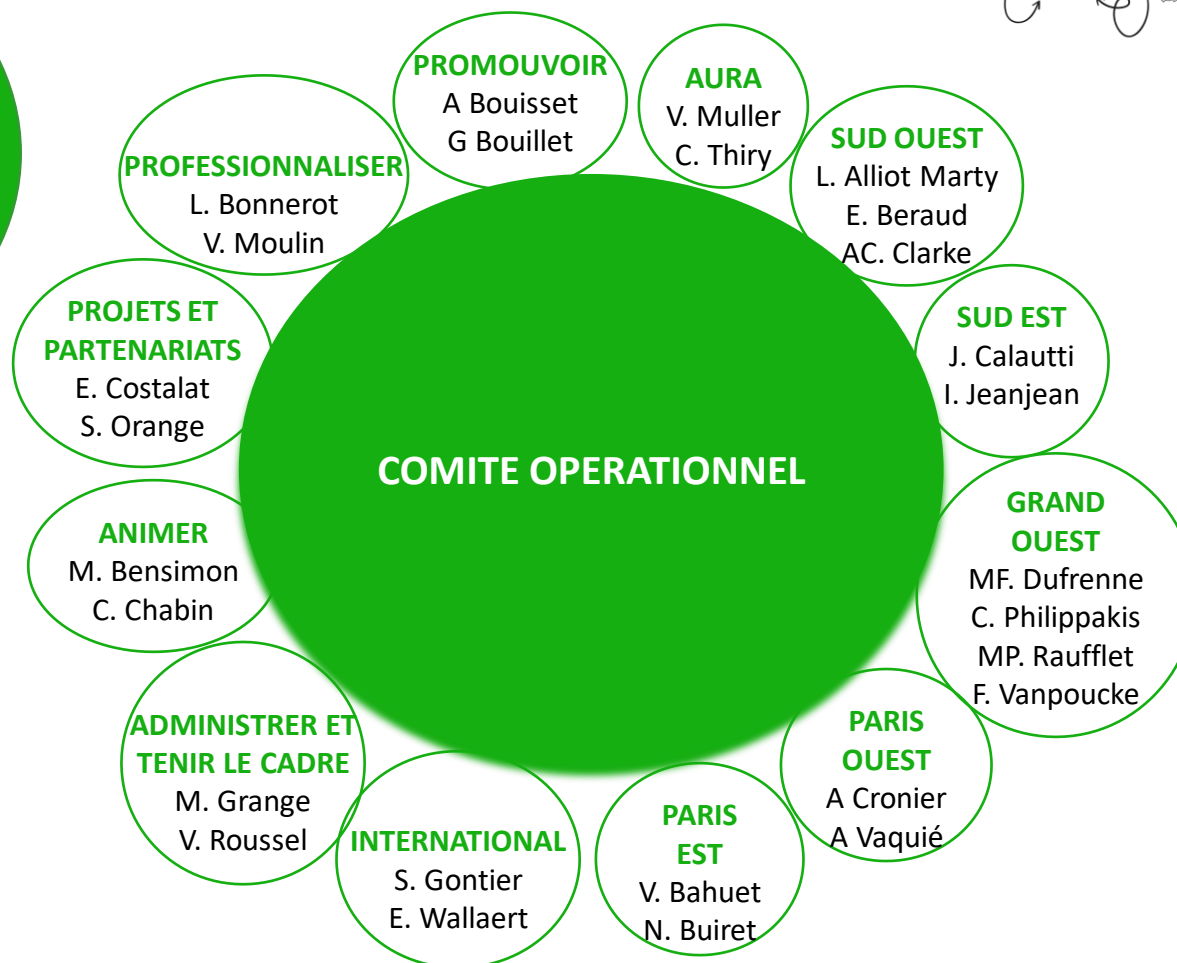 PROMOUVOIR
A Bouisset
G Bouillet
AURA
V. Muller
C. Thiry
SUD OUEST
L. Alliot Marty
E. Beraud
AC. Clarke
SUD EST
J. Calautti
I. Jeanjean
GRAND
OUEST
MF. Dufrenne
C. Philippakis
MP. Raufflet
F. Vanpoucke
PARIS
OUEST
A Cronier
A Vaquié
PARIS
EST
V. Bahuet
N. Buiret
INTERNATIONAL
S. Gontier
E. Wallaert
ADMINISTRER ET
TENIR LE CADRE
M. Grange
V. Roussel
ANIMER
M. Bensimon
C. Chabin
PROJETS ET
PARTENARIATS
E. Costalat
S. Orange
PROFESSIONNALISER
L. Bonnerot
V. Moulin
COMITE OPERATIONNEL